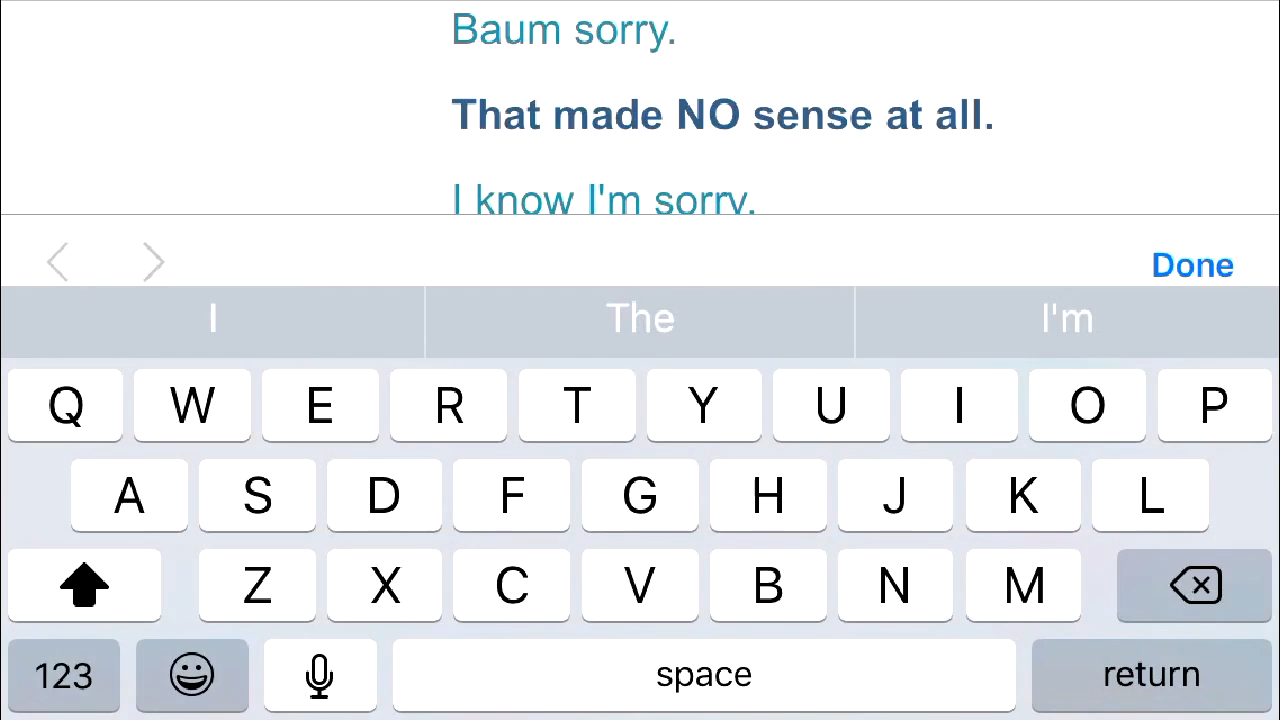 Baum sorry.
That made NO sense at all.
I know I'm sorry.
Done
I The I'm
Q W E R T Y U I O P
A S D F G H J K L
Z X C V B N M
123 space return